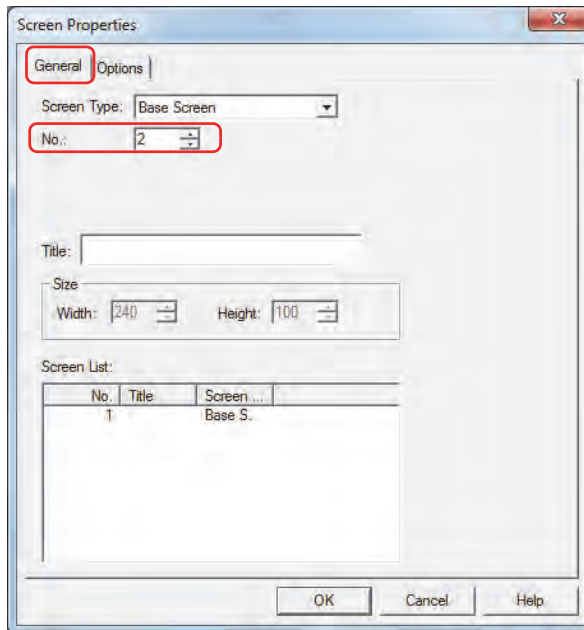 Screen Properties
General Options
Screen Type: Base Screen
No.: 2
Title:
Size
Width: 240 Height: 100
Screen List:
No. Title Screen ...
1 Base S.
OK Cancel Help